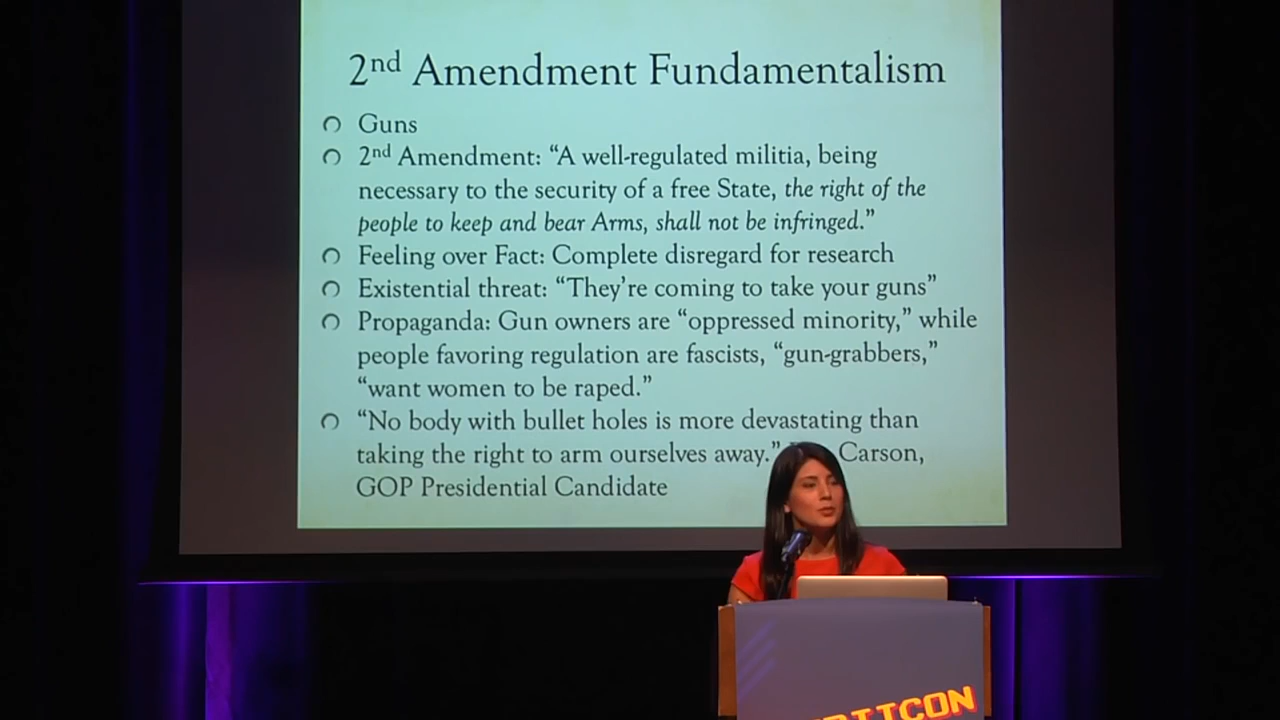 2nd Amendment Fundamentalism
Guns
2nd Amendment: “A well-regulated militia, being
necessary to the security of a free State, the right of the
people to keep and bear Arms, shall not be infringed.”
Feeling over Fact: Complete disregard for research
Existential threat: “They’re coming to take your guns”
Propaganda: Gun owners are “oppressed minority,” while
people favoring regulation are fascists, “gun-grabbers,”
“want women to be raped.”
“No body with bullet holes is more devastating than
taking the right to arm ourselves away.” Carson,
GOP Presidential Candidate